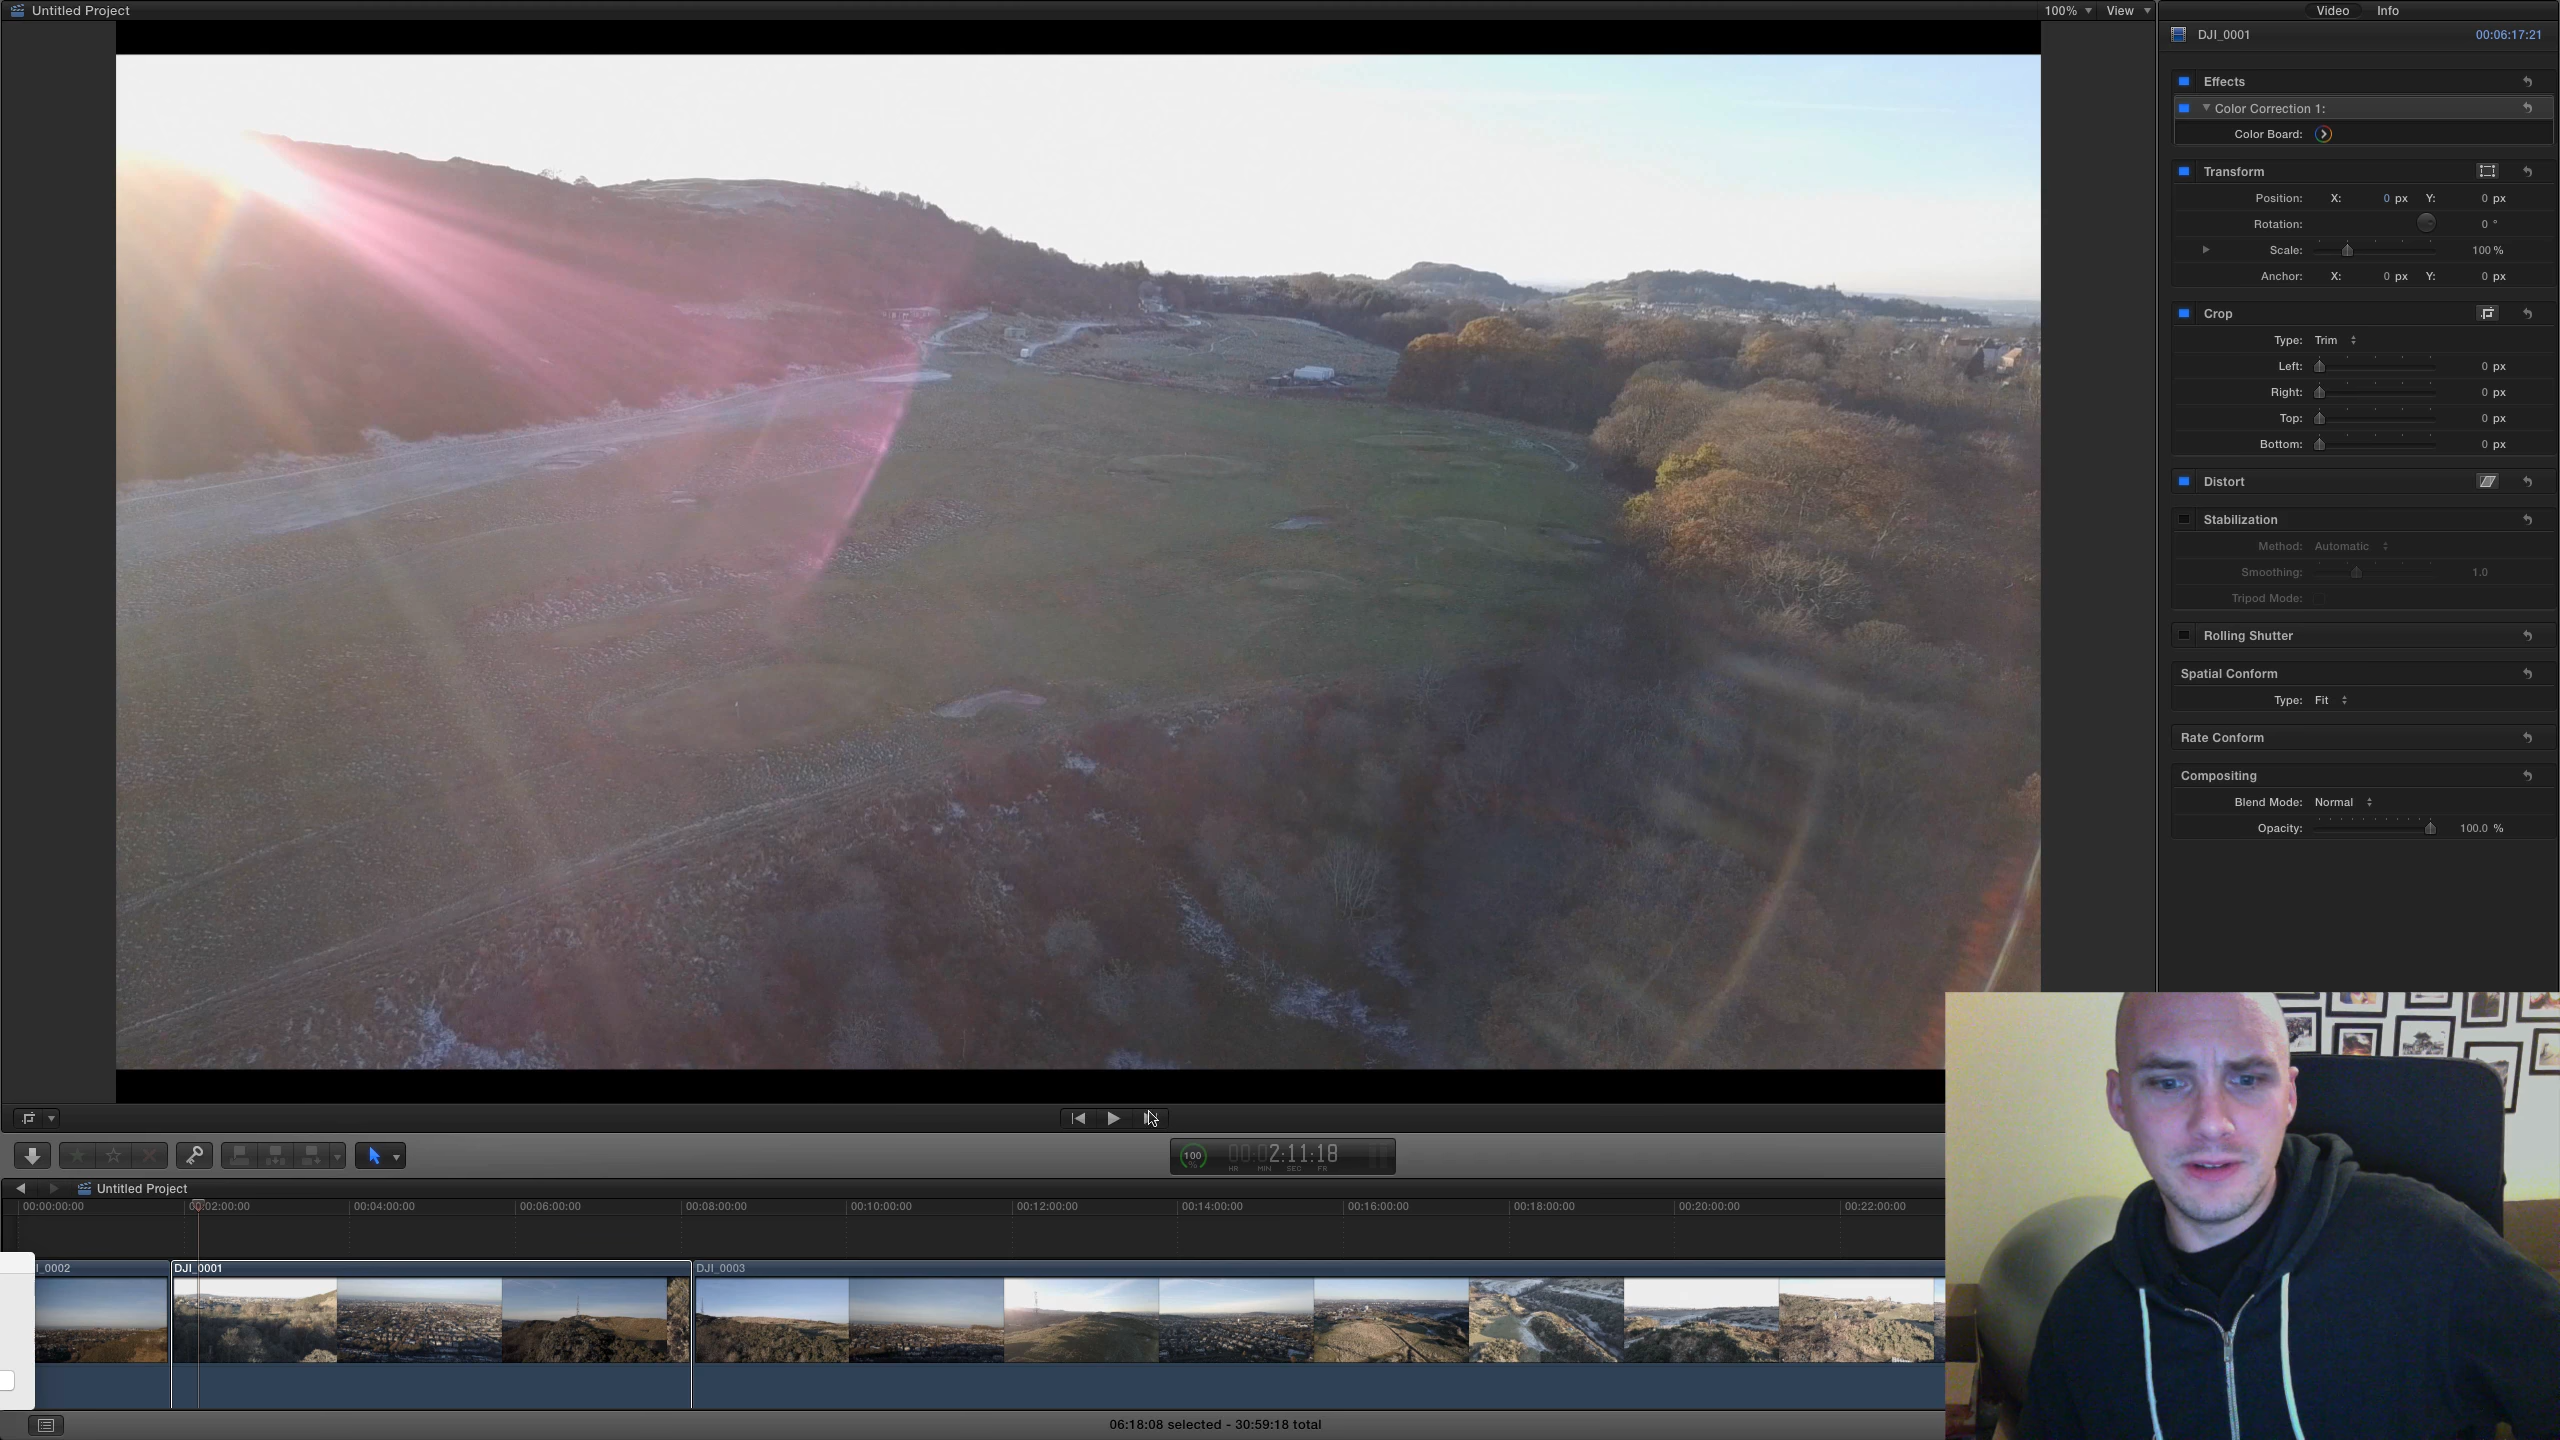 Untitled Project
100% View
Video Info
DJI_0001 00:06:17:21
Effects
Color Correction 1:
Color Board:
Transform
Position: X: 0 px Y: 0 px
Rotation: 0 °
Scale: 100 %
Anchor: X: 0 px Y: 0 px
Crop
Type: Trim
Left: 0 px
Right: 0 px
Top: 0 px
Bottom: 0 px
Distort
Stabilization
Method: Automatic
Smoothing: 1.0
Tripod Mode:
Rolling Shutter
Spatial Conform
Type: Fit
Rate Conform
Compositing
Blend Mode: Normal
Opacity: 100.0 %
100 % 00:02:11:18
HR MIN SEC FR
Untitled Project
00:00:00:00 00:02:00:00 00:04:00:00 00:06:00:00 00:08:00:00 00:10:00:00 00:12:00:00 00:14:00:00 00:16:00:00 00:18:00:00 00:20:00:00 00:22:00:00
I_0002 DJI_0001 DJI_0003
06:18:08 selected - 30:59:18 total